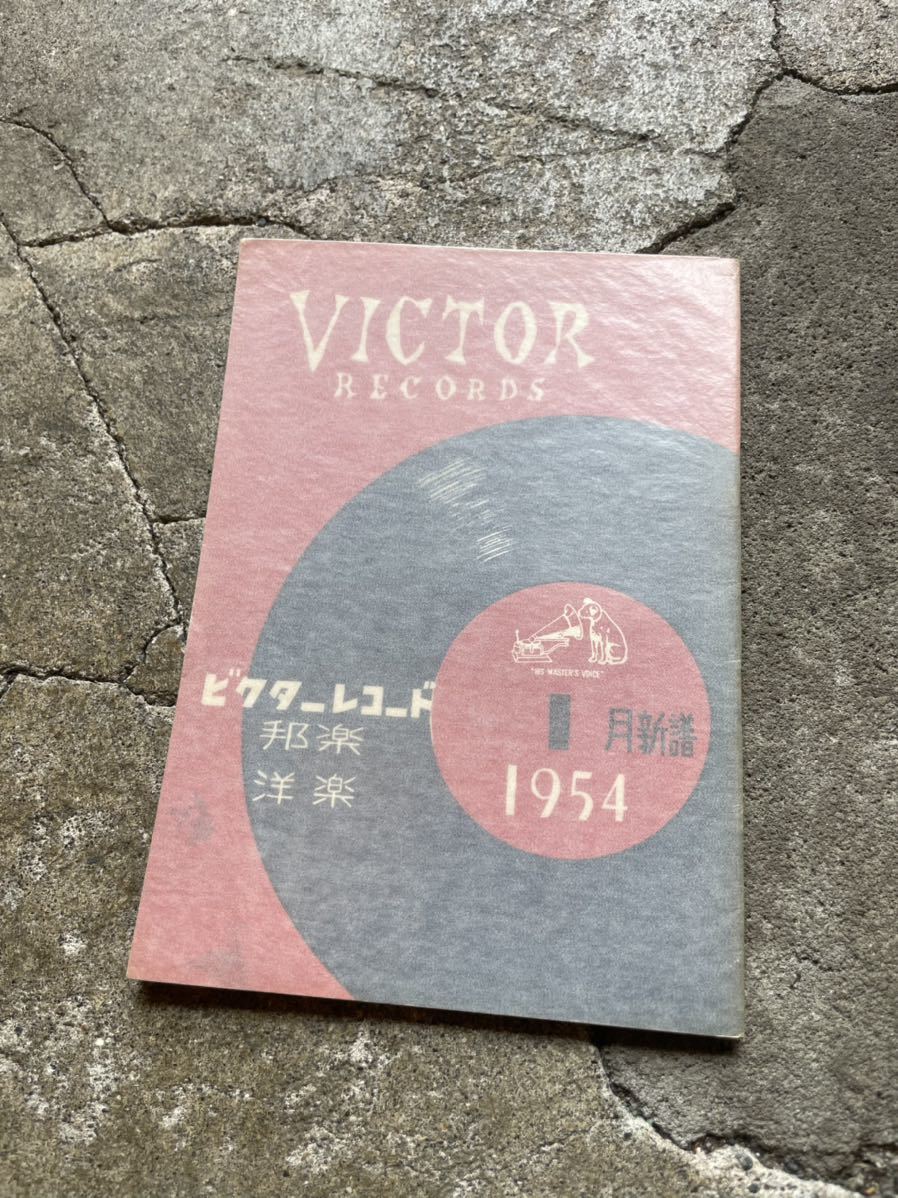 VICTOR
RECORDS
"HIS MASTER'S VOICE"
ビクターレコード
邦楽
洋楽
1 月新譜
1954